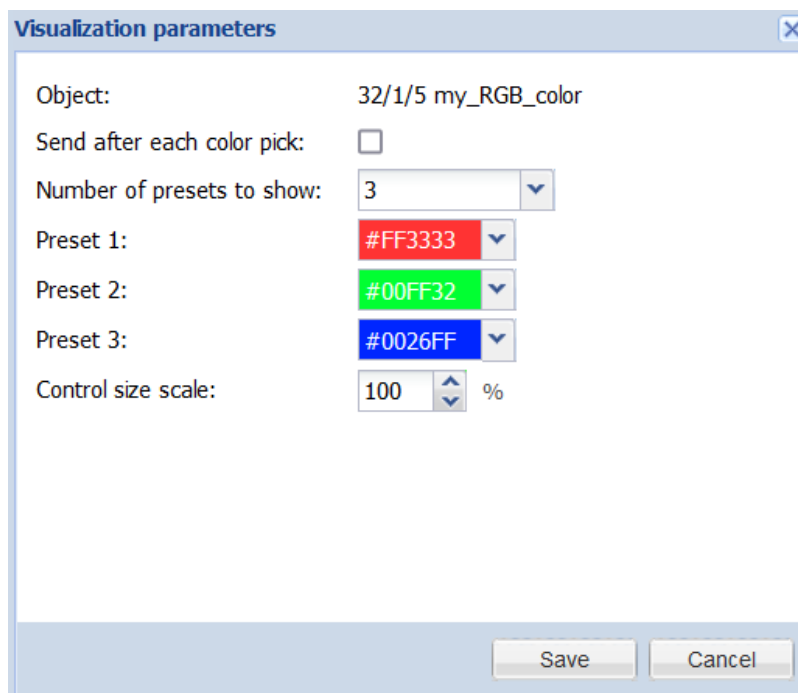 Visualization parameters
Object: 32/1/5 my_RGB_color
Send after each color pick:
Number of presets to show: 3
Preset 1: #FF3333
Preset 2: #00FF32
Preset 3: #0026FF
Control size scale: 100 %
Save Cancel